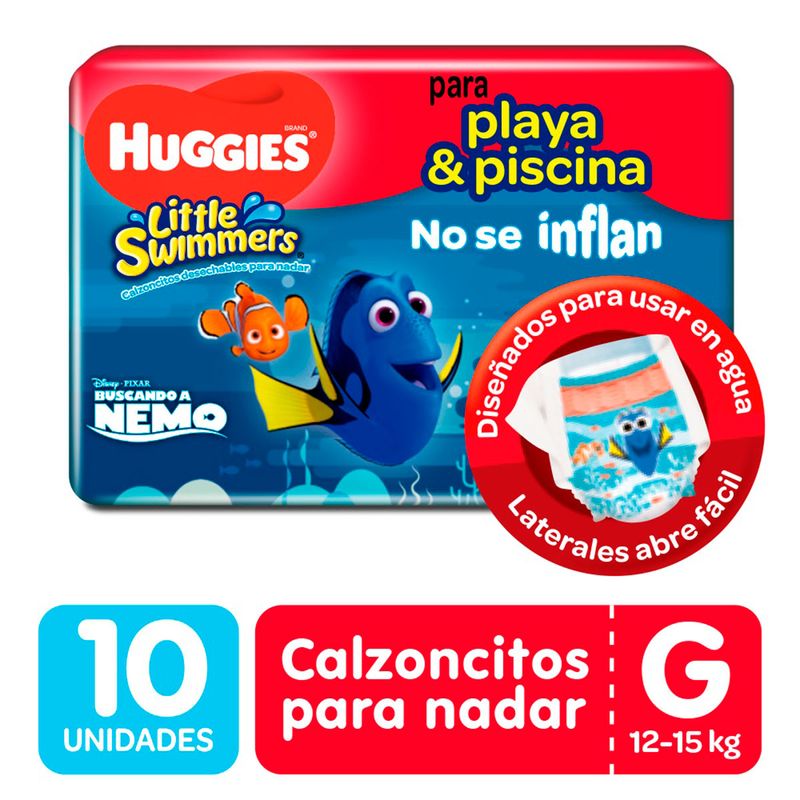 HUGGIES
BRAND
®
Little
Swimmers®
Calzoncitos desechables para nadar
para
playa
& piscina
No se inflan
Disney · PIXAR
BUSCANDO A
NEMO
Diseñados para usar en agua
Laterales abre fácil
10
UNIDADES
Calzoncitos
para nadar
G
12-15 kg